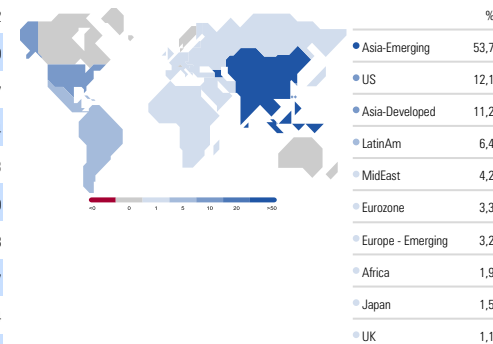 %
Asia-Emerging 53,7
US 12,1
Asia-Developed 11,2
LatinAm 6,4
MidEast 4,2
Eurozone 3,3
Europe - Emerging 3,2
Africa 1,9
Japan 1,5
UK 1,1
<0 0 1 5 10 20 >50